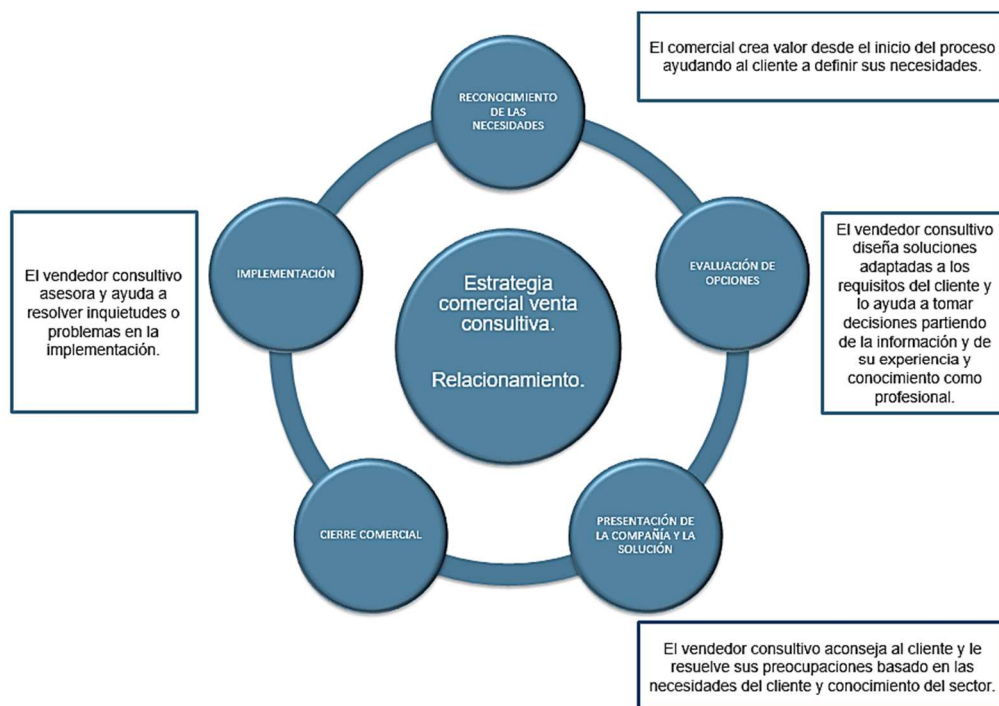 El comercial crea valor desde el inicio del proceso
ayudando al cliente a definir sus necesidades.
RECONOCIMIENTO
DE LAS
NECESIDADES
EVALUACIÓN DE
OPCIONES
El vendedor consultivo
diseña soluciones
adaptadas a los
requisitos del cliente y
lo ayuda a tomar
decisiones partiendo
de la información y de
su experiencia y
conocimiento como
profesional.
PRESENTACIÓN DE
LA COMPAÑÍA Y LA
SOLUCIÓN
El vendedor consultivo aconseja al cliente y le
resuelve sus preocupaciones basado en las
necesidades del cliente y conocimiento del sector.
CIERRE COMERCIAL
IMPLEMENTACIÓN
El vendedor consultivo
asesora y ayuda a
resolver inquietudes o
problemas en la
implementación.
Estrategia
comercial venta
consultiva.
Relacionamiento.